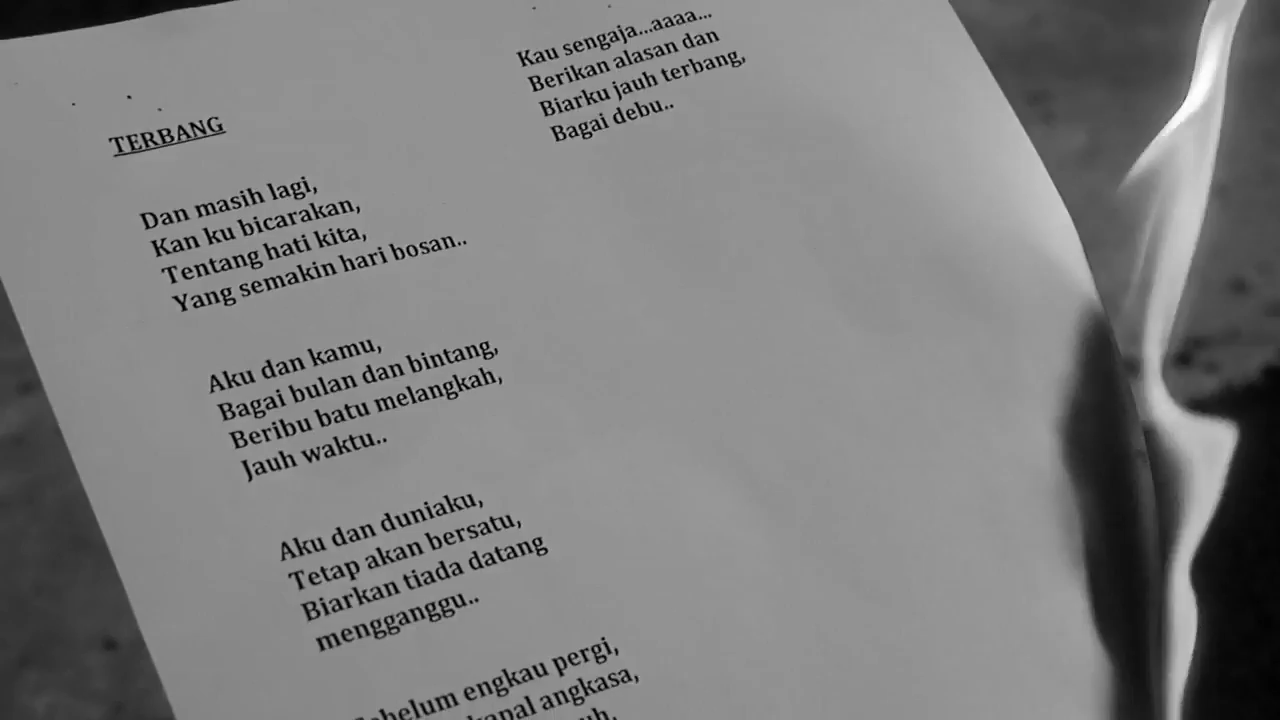 TERBANG
Dan masih lagi,
Kan ku bicarakan,
Tentang hati kita,
Yang semakin hari bosan..
Aku dan kamu,
Bagai bulan dan bintang,
Beribu batu melangkah,
Jauh waktu..
Aku dan duniaku,
Tetap akan bersatu,
Biarkan tiada datang
mengganggu..
engkau pergi,
angkasa,
Kau sengaja...aaaa...
Berikan alasan dan
Biarku jauh terbang,
Bagai debu..